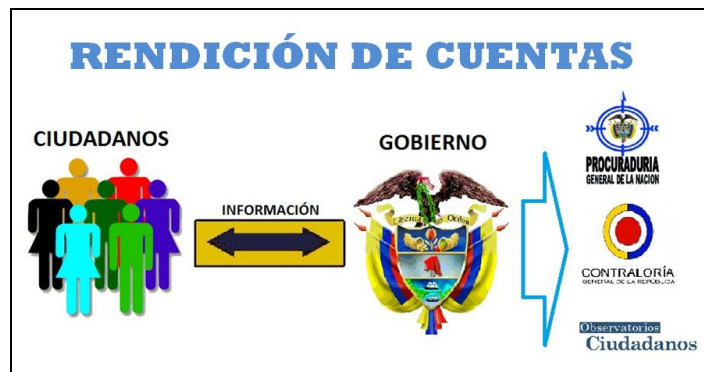 RENDICIÓN DE CUENTAS
CIUDADANOS
INFORMACIÓN
GOBIERNO
PROCURADURIA
GENERAL DE LA NACION
CONTRALORÍA
GENERAL DE LA REPÚBLICA
Observatorios
Ciudadanos